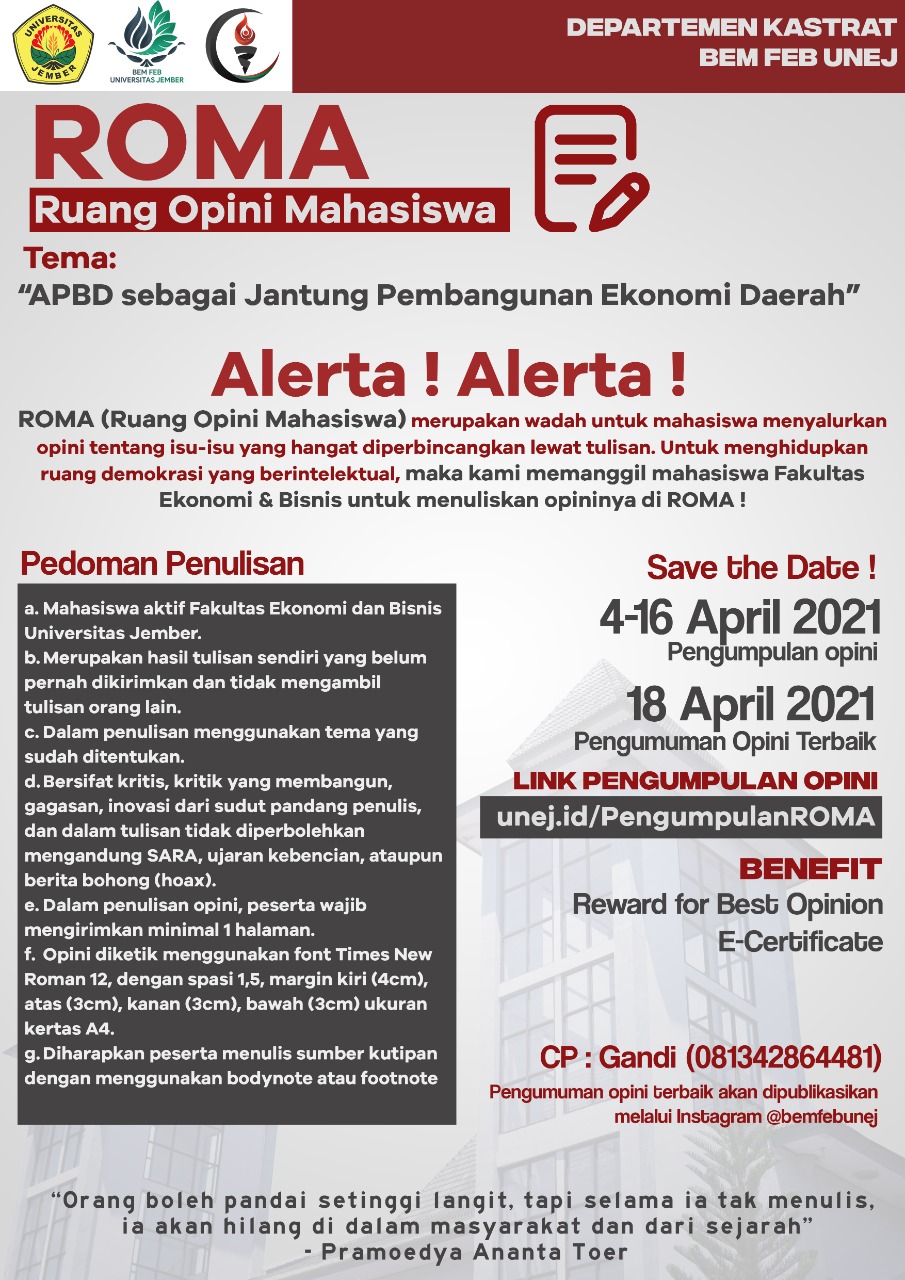 UNIVERSITAS
JEMBER
BEM FEB
UNIVERSITAS JEMBER
DEPARTEMEN KASTRAT
BEM FEB UNEJ
ROMA
Ruang Opini Mahasiswa
Tema:
“APBD sebagai Jantung Pembangunan Ekonomi Daerah”
Alerta ! Alerta !
ROMA (Ruang Opini Mahasiswa) merupakan wadah untuk mahasiswa menyalurkan
opini tentang isu-isu yang hangat diperbincangkan lewat tulisan. Untuk menghidupkan
ruang demokrasi yang berintelektual, maka kami memanggil mahasiswa Fakultas
Ekonomi & Bisnis untuk menuliskan opininya di ROMA !
Pedoman Penulisan
a. Mahasiswa aktif Fakultas Ekonomi dan Bisnis
Universitas Jember.
b. Merupakan hasil tulisan sendiri yang belum
pernah dikirimkan dan tidak mengambil
tulisan orang lain.
c. Dalam penulisan menggunakan tema yang
sudah ditentukan.
d. Bersifat kritis, kritik yang membangun,
gagasan, inovasi dari sudut pandang penulis,
dan dalam tulisan tidak diperbolehkan
mengandung SARA, ujaran kebencian, ataupun
berita bohong (hoax).
e. Dalam penulisan opini, peserta wajib
mengirimkan minimal 1 halaman.
f. Opini diketik menggunakan font Times New
Roman 12, dengan spasi 1,5, margin kiri (4cm),
atas (3cm), kanan (3cm), bawah (3cm) ukuran
kertas A4.
g. Diharapkan peserta menulis sumber kutipan
dengan menggunakan bodynote atau footnote
Save the Date !
4-16 April 2021
Pengumpulan opini
18 April 2021
Pengumuman Opini Terbaik
LINK PENGUMPULAN OPINI
unej.id/PengumpulanROMA
BENEFIT
Reward for Best Opinion
E-Certificate
CP : Gandi (081342864481)
Pengumuman opini terbaik akan dipublikasikan
melalui Instagram @bemfebunej
“Orang boleh pandai setinggi langit, tapi selama ia tak menulis,
ia akan hilang di dalam masyarakat dan dari sejarah”
- Pramoedya Ananta Toer